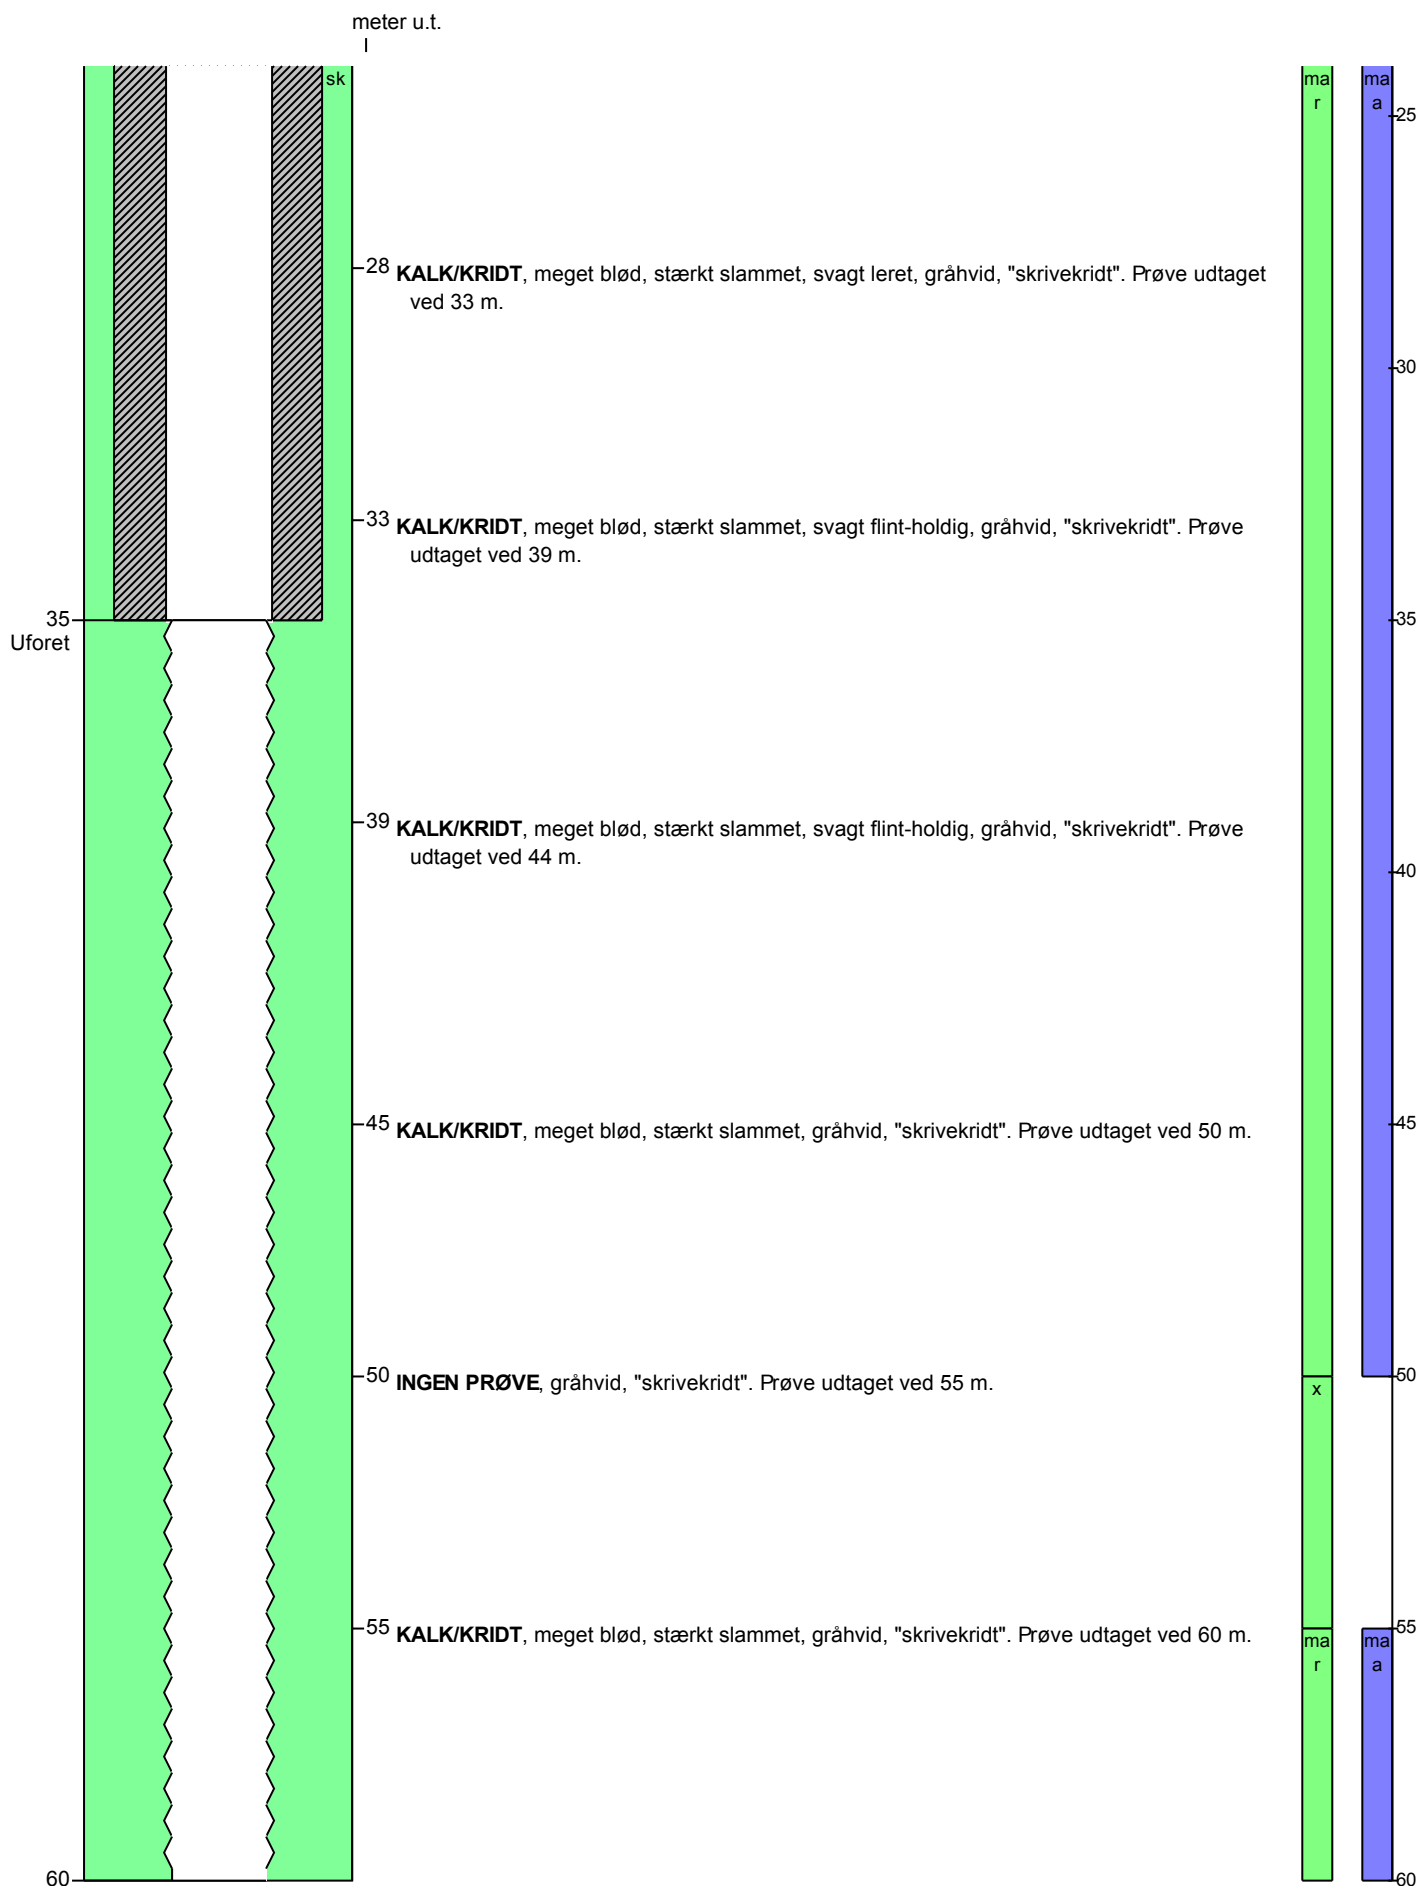 meter u.t.
sk
ma
r
ma
a
25
28 KALK/KRIDT, meget blød, stærkt slammet, svagt leret, gråhvid, "skrivekridt". Prøve udtaget
ved 33 m.
30
33 KALK/KRIDT, meget blød, stærkt slammet, svagt flint-holdig, gråhvid, "skrivekridt". Prøve
udtaget ved 39 m.
35
Uforet
35
39 KALK/KRIDT, meget blød, stærkt slammet, svagt flint-holdig, gråhvid, "skrivekridt". Prøve
udtaget ved 44 m.
40
45 KALK/KRIDT, meget blød, stærkt slammet, gråhvid, "skrivekridt". Prøve udtaget ved 50 m.
45
50 INGEN PRØVE, gråhvid, "skrivekridt". Prøve udtaget ved 55 m.
x
50
55 KALK/KRIDT, meget blød, stærkt slammet, gråhvid, "skrivekridt". Prøve udtaget ved 60 m.
ma
r
ma
a
55
60
60